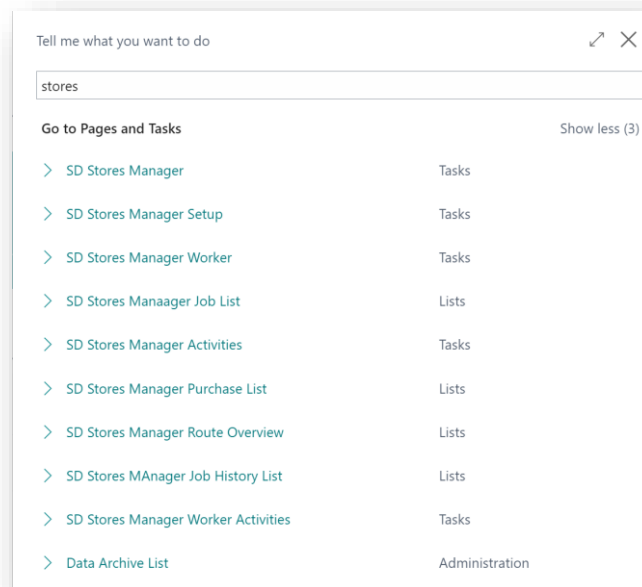 Tell me what you want to do
stores
Go to Pages and Tasks Show less (3)
SD Stores Manager Tasks
SD Stores Manager Setup Tasks
SD Stores Manager Worker Tasks
SD Stores Manaager Job List Lists
SD Stores Manager Activities Tasks
SD Stores Manager Purchase List Lists
SD Stores Manager Route Overview Lists
SD Stores MAnager Job History List Lists
SD Stores Manager Worker Activities Tasks
Data Archive List Administration